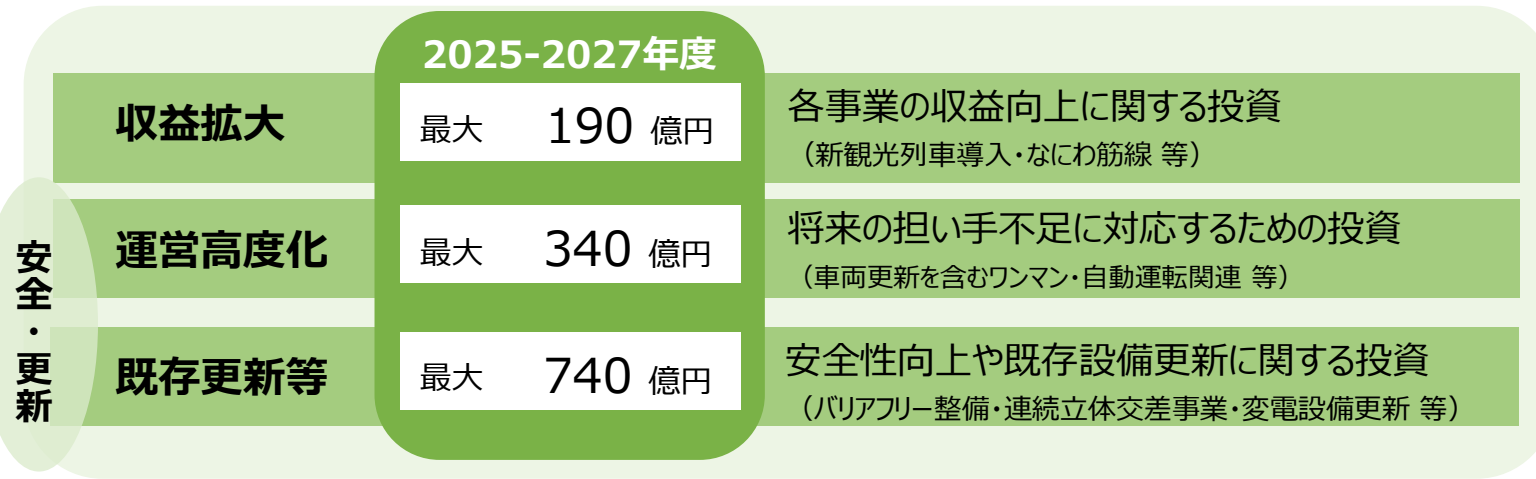 2025-2027年度
収益拡大
最大 190 億円
各事業の収益向上に関する投資
（新観光列車導入・なにわ筋線 等）
安全・更新
運営高度化
最大 340 億円
将来の担い手不足に対応するための投資
（車両更新を含むワンマン・自動運転関連 等）
既存更新等
最大 740 億円
安全性向上や既存設備更新に関する投資
（バリアフリー整備・連続立体交差事業・変電設備更新 等）